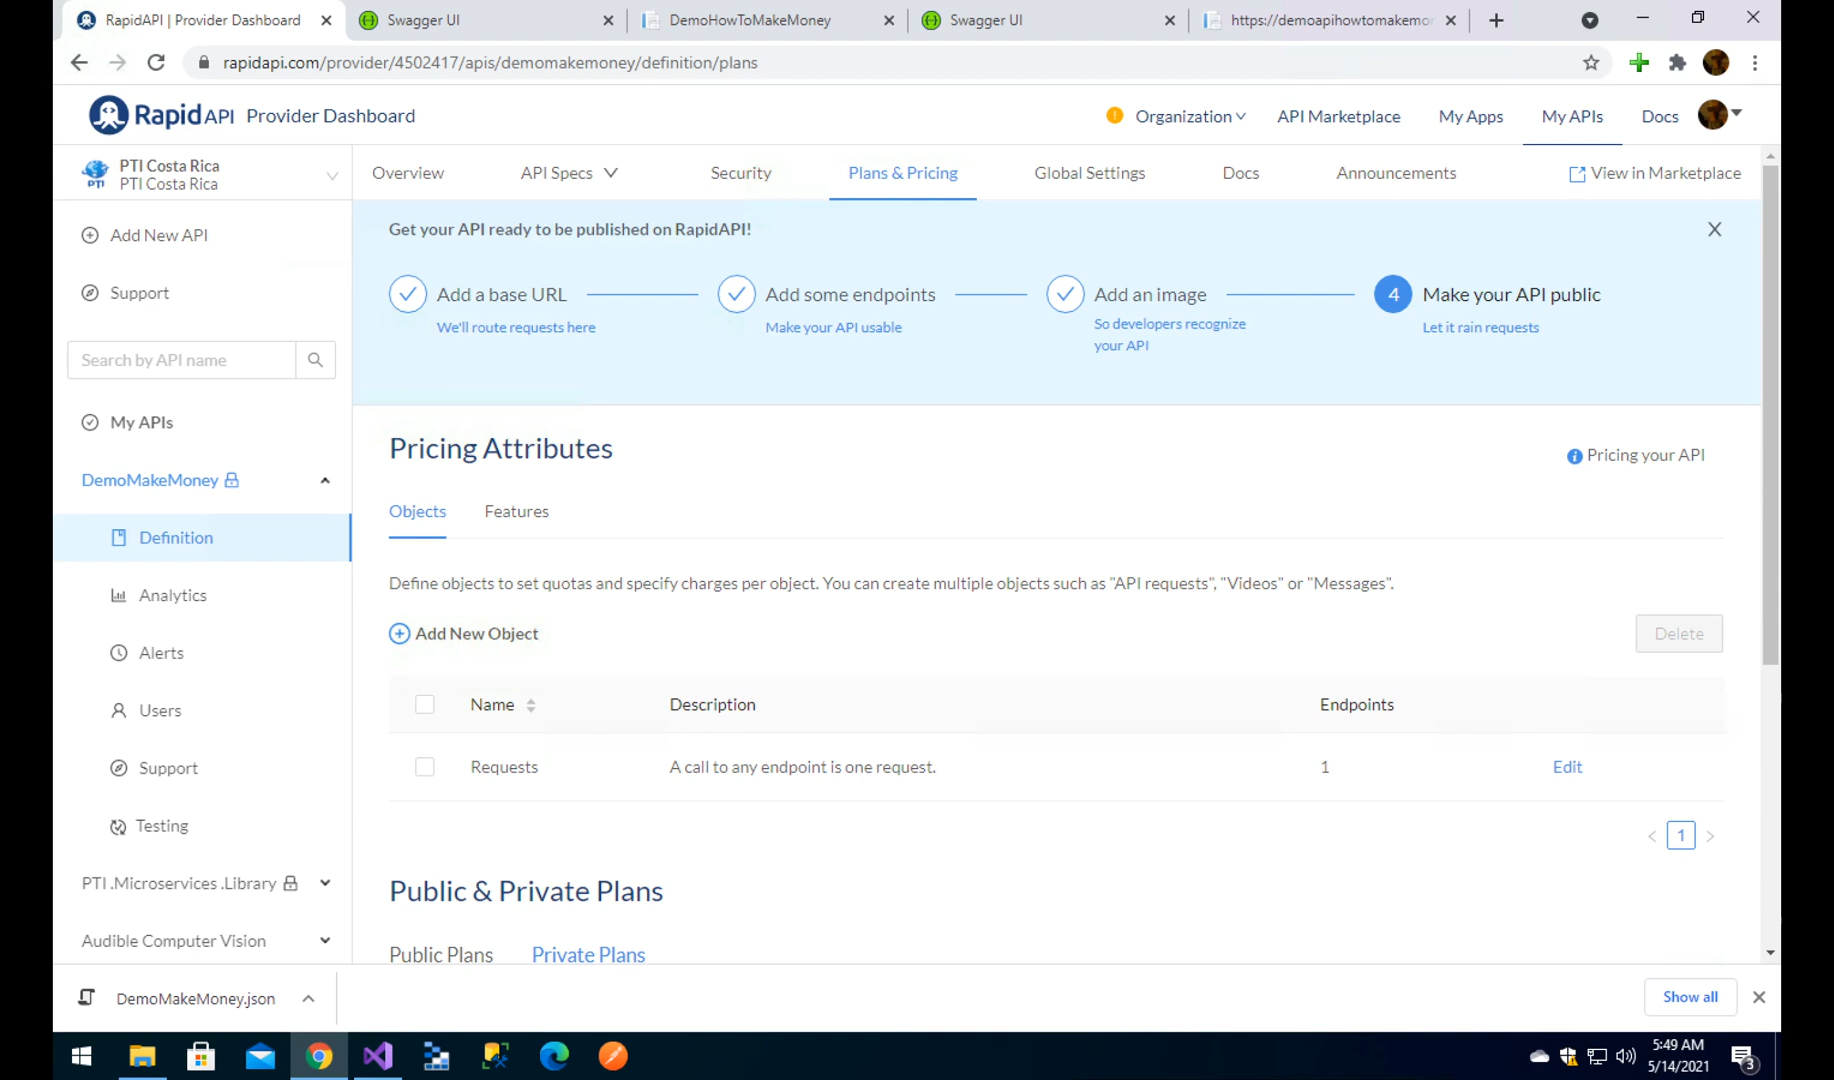 RapidAPI | Provider Dashboard
Swagger UI
DemoHowToMakeMoney
Swagger UI
https://demoapihowtomakemor
rapidapi.com/provider/4502417/apis/demomakemoney/definition/plans
RapidAPI Provider Dashboard
Organization
API Marketplace
My Apps
My APIs
Docs
PTI Costa Rica
PTI Costa Rica
PTI
Overview
API Specs
Security
Plans & Pricing
Global Settings
Docs
Announcements
View in Marketplace
Add New API
Support
Search by API name
My APIs
DemoMakeMoney
Definition
Analytics
Alerts
Users
Support
Testing
PTI .Microservices .Library
Audible Computer Vision
Get your API ready to be published on RapidAPI!
Add a base URL
We'll route requests here
Add some endpoints
Make your API usable
Add an image
So developers recognize
your API
4
Make your API public
Let it rain requests
Pricing Attributes
Pricing your API
Objects
Features
Define objects to set quotas and specify charges per object. You can create multiple objects such as "API requests", "Videos" or "Messages".
Add New Object
Delete
Name
Description
Endpoints
Requests
A call to any endpoint is one request.
1
Edit
1
Public & Private Plans
Public Plans
Private Plans
DemoMakeMoney.json
Show all
5:49 AM
5/14/2021
3